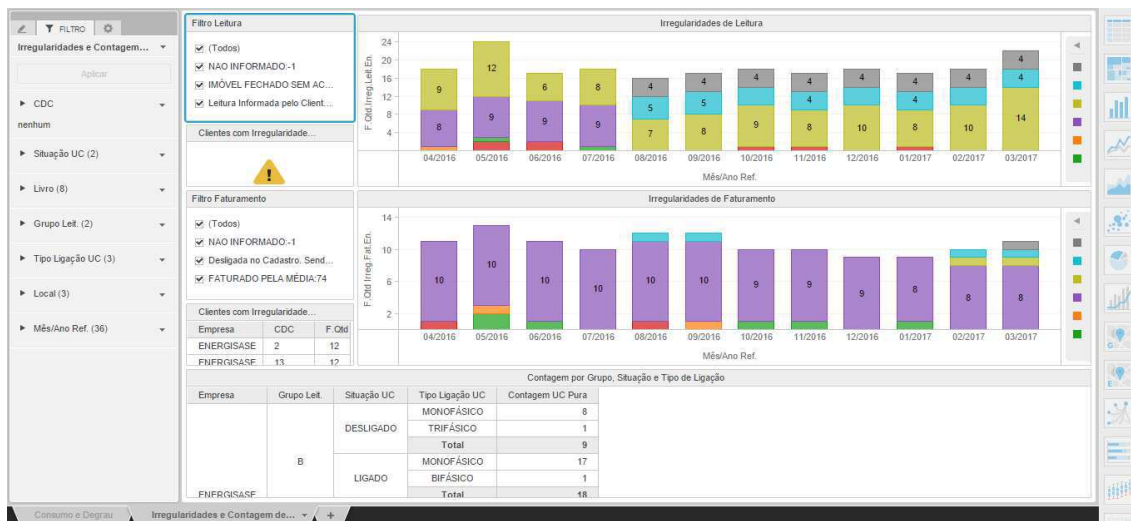 FILTRO
Irregularidades e Contagem...
Aplicar
CDC
nenhum
Situação UC (2)
Livro (8)
Grupo Leit. (2)
Tipo Ligação UC (3)
Local (3)
Mês/Ano Ref. (36)
Filtro Leitura
(Todos)
NAO INFORMADO:-1
IMÓVEL FECHADO SEM AC...
Leitura Informada pelo Client...
Clientes com Irregularidade...
Filtro Faturamento
(Todos)
NAO INFORMADO:-1
Desligada no Cadastro. Send...
FATURADO PELA MÉDIA:74
Clientes com Irregularidade...
Empresa CDC F.Qtd
ENERGISASE 2 12
ENERGISASE 13 12
Irregularidades de Leitura
F.Qtd.Irreg.Leit.En.
24
20
16
12
8
4
9 12 6 8 4 4 4 4 4 4 4 4
5 5 4 4 4
8 9 9 9 7 8 9 8 10 8 10 14
04/2016 05/2016 06/2016 07/2016 08/2016 09/2016 10/2016 11/2016 12/2016 01/2017 02/2017 03/2017
Mês/Ano Ref.
Irregularidades de Faturamento
F.Qtd Irreg.Fat.En.
14
10
6
2
10 10 10 10 10 10 9 9 9 8 8 8
04/2016 05/2016 06/2016 07/2016 08/2016 09/2016 10/2016 11/2016 12/2016 01/2017 02/2017 03/2017
Mês/Ano Ref.
Contagem por Grupo, Situação e Tipo de Ligação
Empresa Grupo Leit. Situação UC Tipo Ligação UC Contagem UC Pura
MONOFÁSICO 8
DESLIGADO TRIFÁSICO 1
Total 9
B MONOFÁSICO 17
LIGADO BIFÁSICO 1
ENERGISASE Total 18
G
E
Consumo e Degrau
Irregularidades e Contagem de...
+